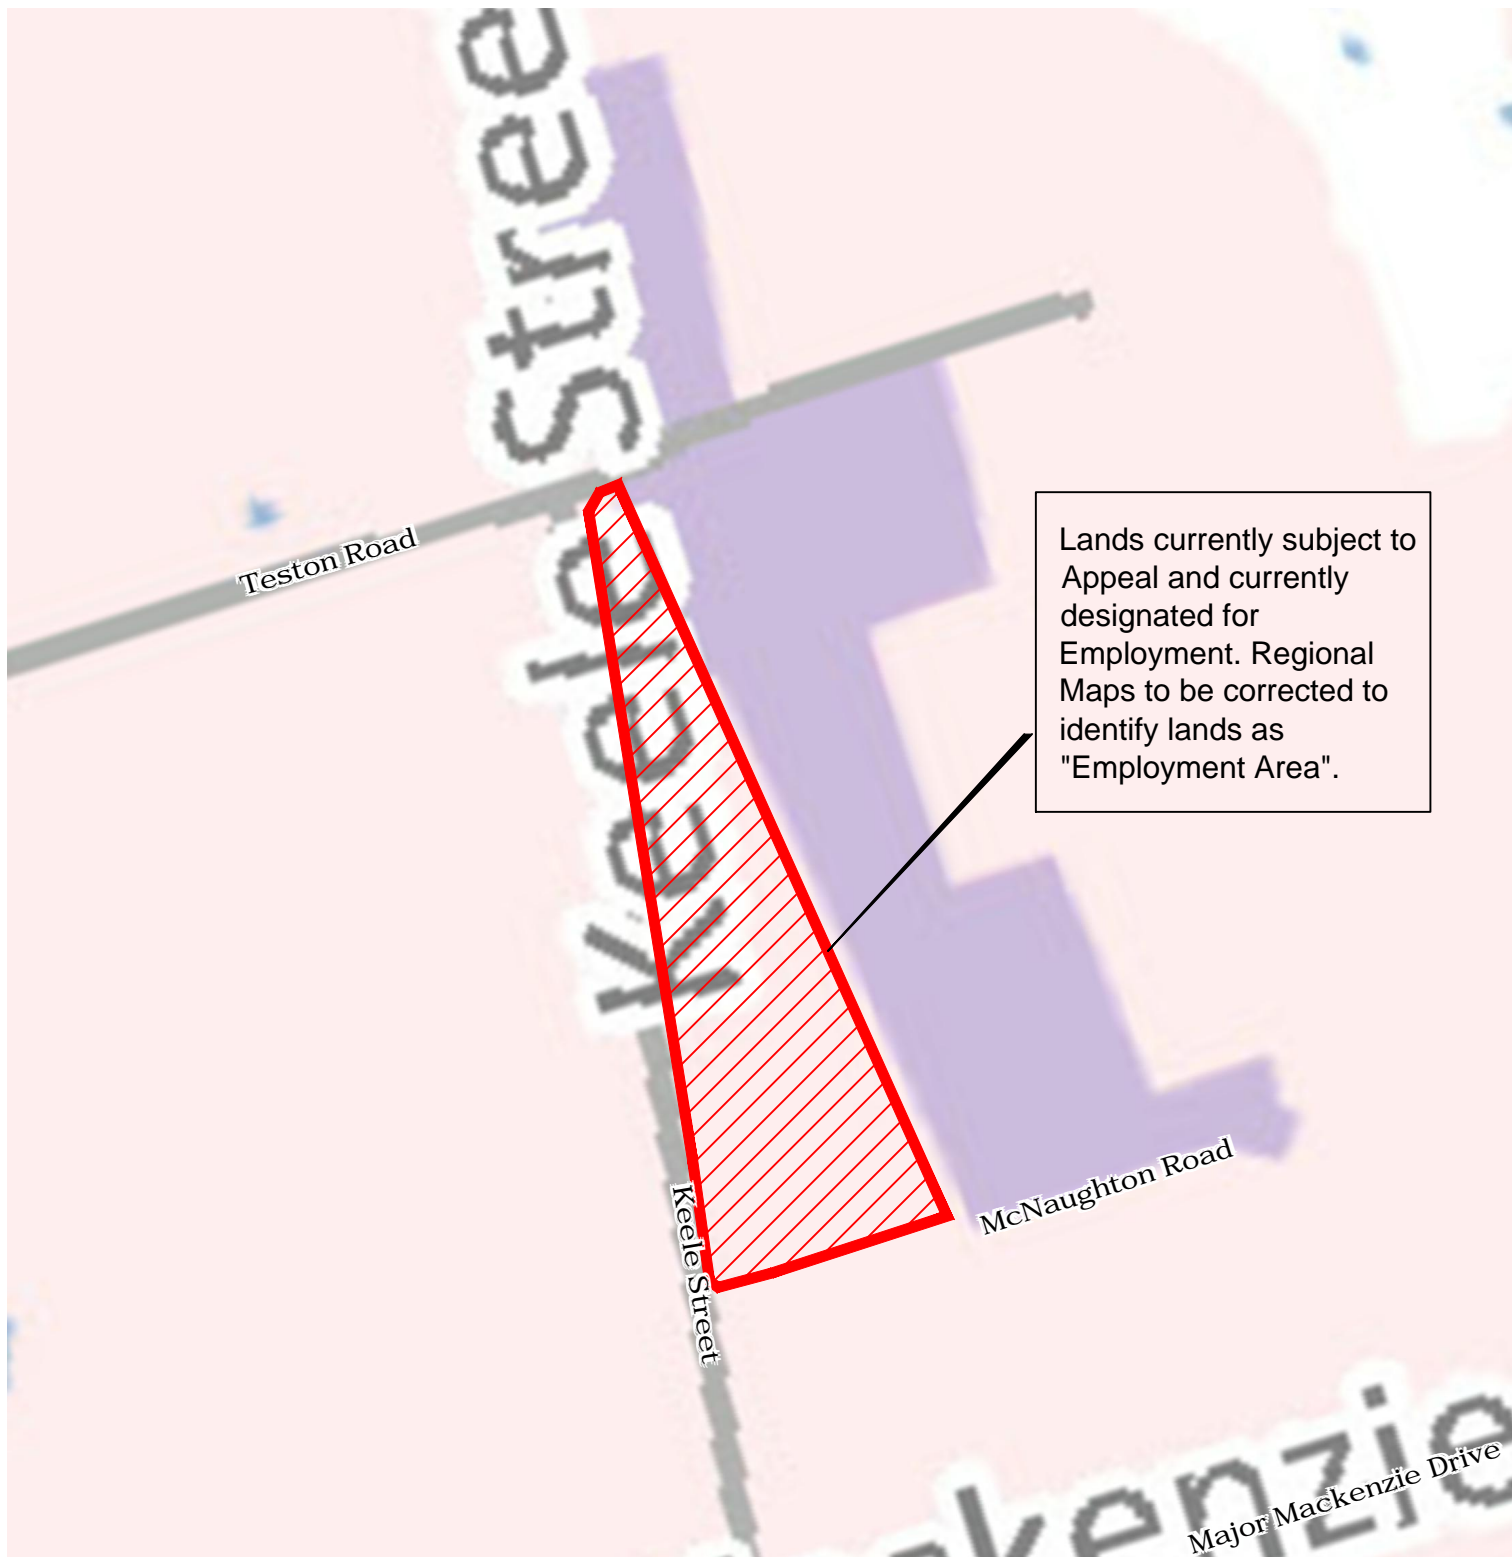 Keele Street
Teston Road
Lands currently subject to
Appeal and currently
designated for
Employment. Regional
Maps to be corrected to
identify lands as
"Employment Area".
McNaughton Road
Keele Street
kenzie
Major Mackenzie Drive